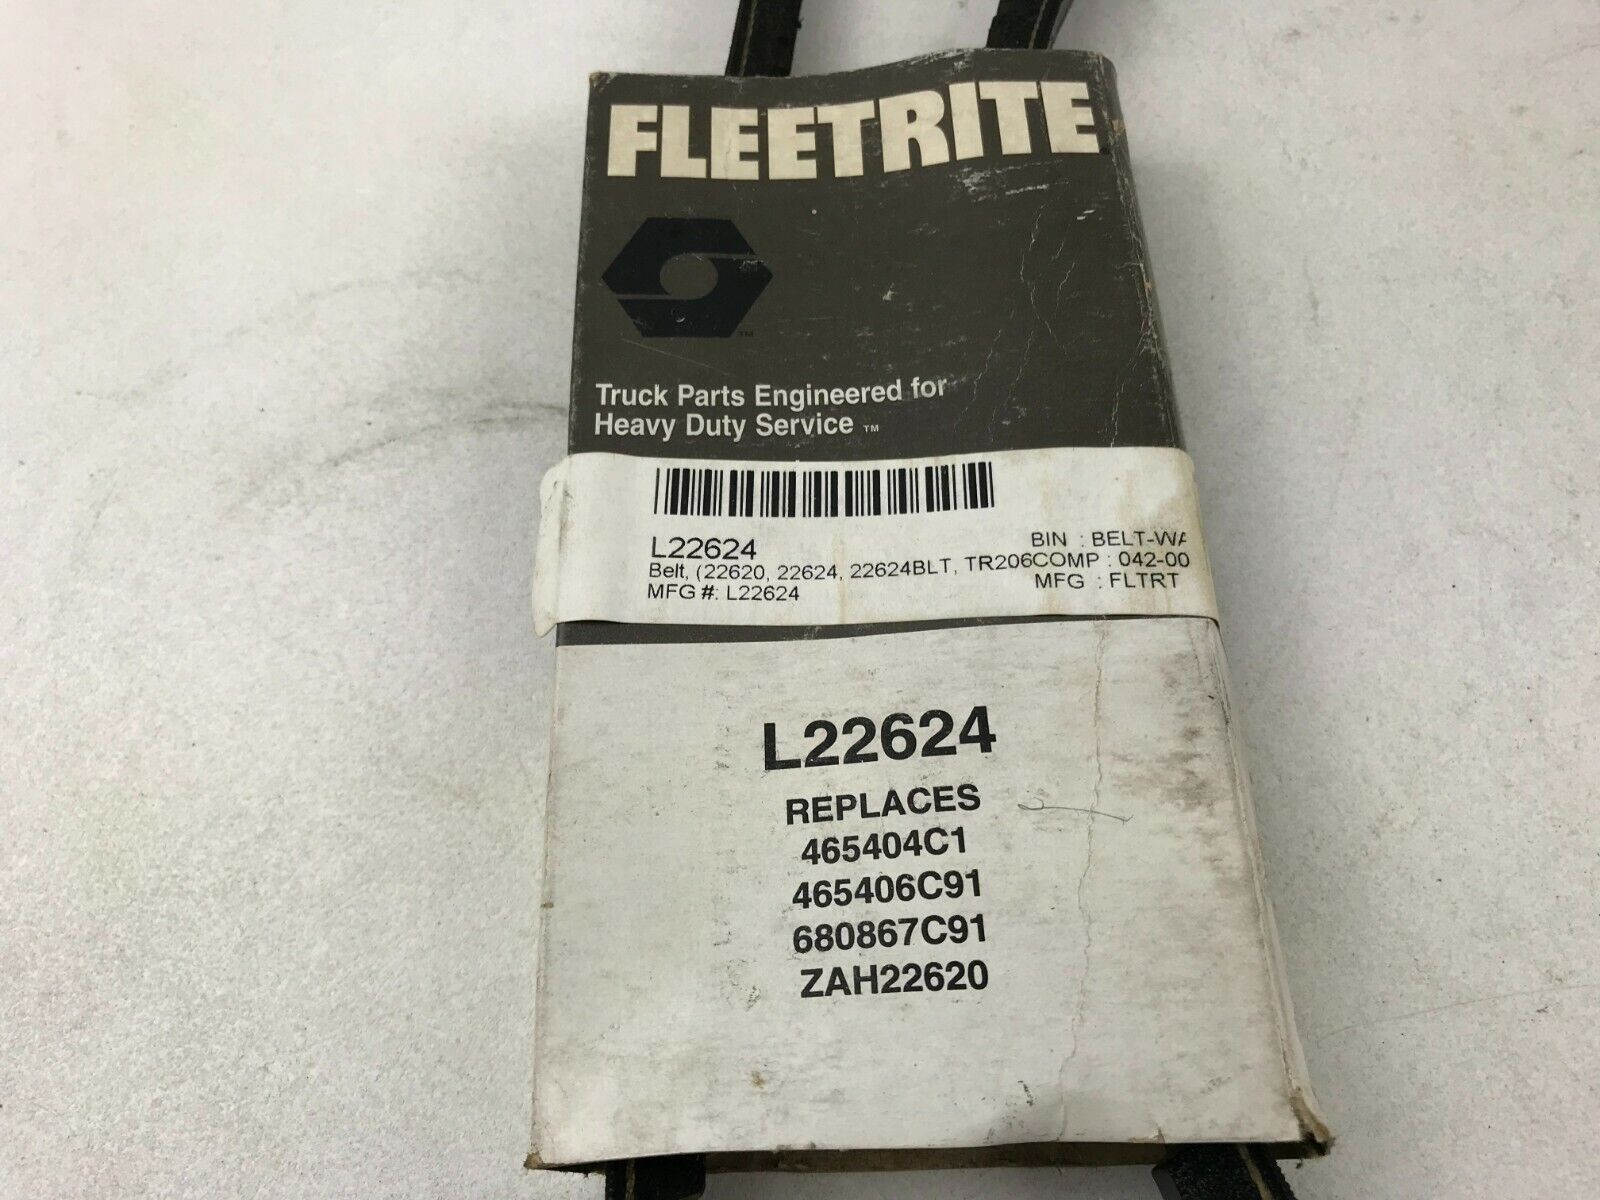 FLEETRITE
TM
Truck Parts Engineered for
Heavy Duty Service TM
L22624
BIN : BELT-WA
Belt, (22620, 22624, 22624BLT, TR206COMP : 042-00
MFG #: L22624
MFG : FLTRT
L22624
REPLACES
465404C1
465406C91
680867C91
ZAH22620